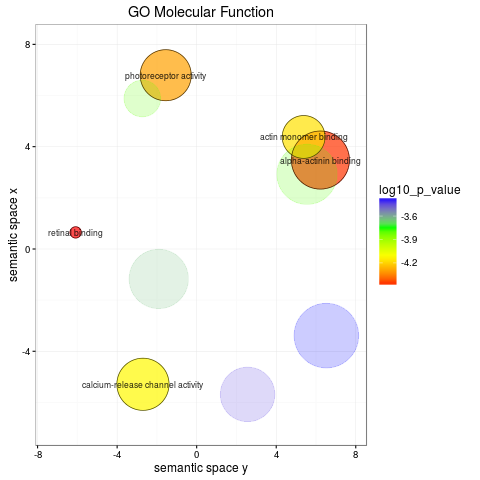 GO Molecular Function
8
photoreceptor activity
actin monomer binding
4
alpha-actinin binding
log10_p_value
-3.6
-3.9
-4.2
semantic space x
retinal binding
0
-4
calcium-release channel activity
-8
-4
0
4
8
semantic space y